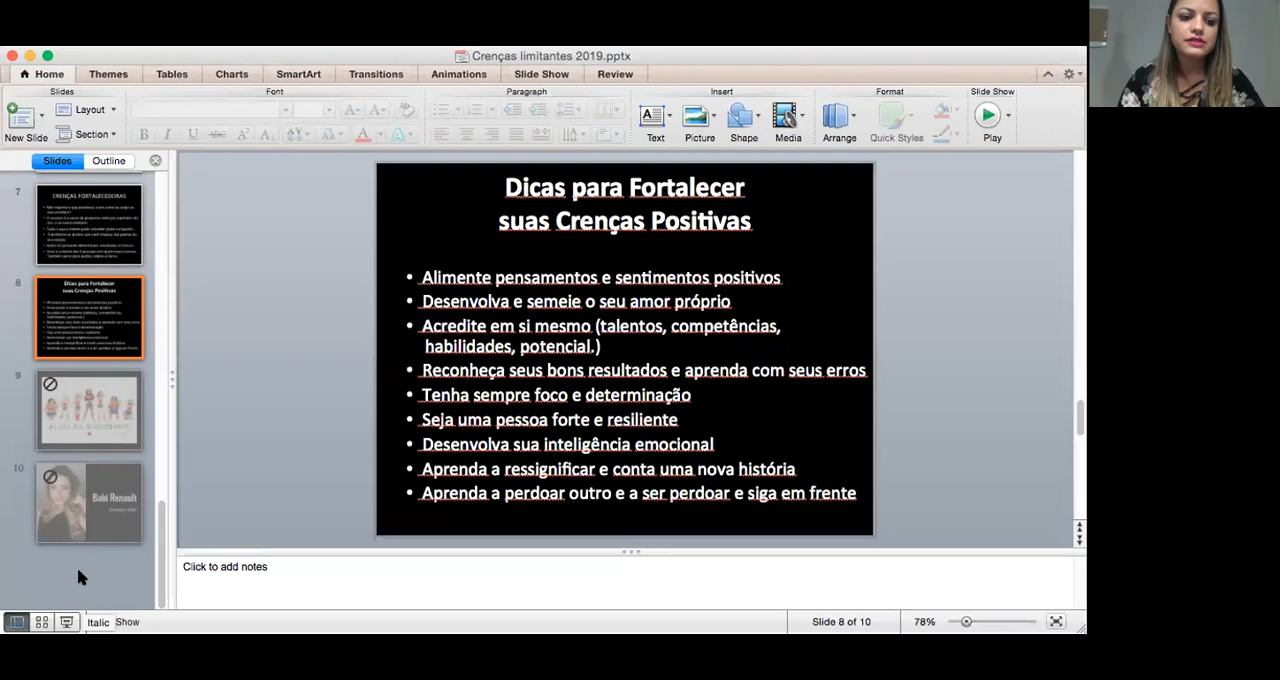 Crenças limitantes 2019.pptx
Home Themes Tables Charts SmartArt Transitions Animations Slide Show Review
Slides Font Paragraph Insert Format Slide Show
New Slide Layout Section Text Picture Shape Media Arrange Quick Styles Play
Slides Outline
7
CRENÇAS FORTALECEDORAS
8
Dicas para Fortalecer
suas Crenças Positivas
9
10
Babi Renault
Dicas para Fortalecer
suas Crenças Positivas
• Alimente pensamentos e sentimentos positivos
• Desenvolva e semeie o seu amor próprio
• Acredite em si mesmo (talentos, competências,
habilidades, potencial.)
• Reconheça seus bons resultados e aprenda com seus erros
• Tenha sempre foco e determinação
• Seja uma pessoa forte e resiliente
• Desenvolva sua inteligência emocional
• Aprenda a ressignificar e conta uma nova história
• Aprenda a perdoar outro e a ser perdoar e siga em frente
Click to add notes
Italic Show
Slide 8 of 10
78%